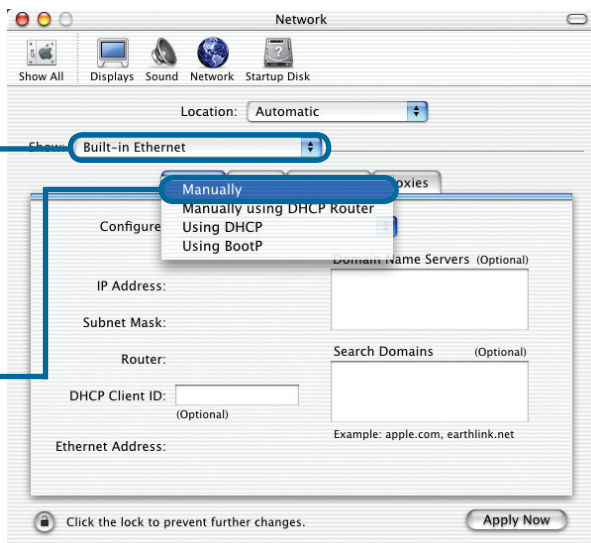 Network
Show All
Displays
Sound
Network
Startup Disk
Location: Automatic
Show: Built-in Ethernet
Proxies
Manually
Manually using DHCP Router
Using DHCP
Using BootP
Configure
Domain Name Servers (Optional)
IP Address:
Subnet Mask:
Router:
Search Domains (Optional)
DHCP Client ID:
(Optional)
Example: apple.com, earthlink.net
Ethernet Address:
Click the lock to prevent further changes.
Apply Now